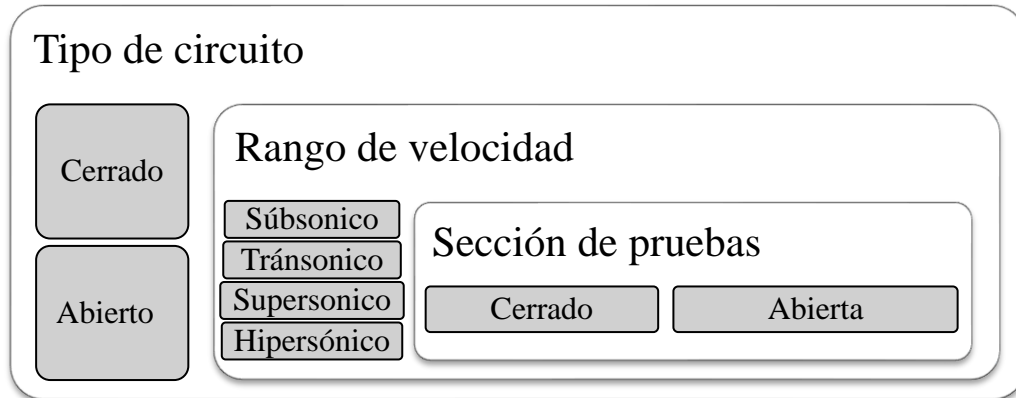 Tipo de circuito
Cerrado
Abierto
Rango de velocidad
Súbsonico
Tránsonico
Supersonico
Hipersónico
Sección de pruebas
Cerrado
Abierta